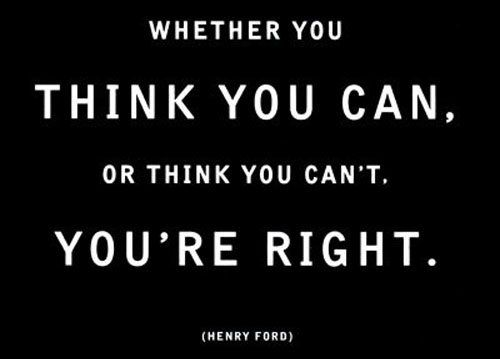 WHETHER YOU
THINK YOU CAN,
OR THINK YOU CAN'T,
YOU'RE RIGHT.
(HENRY FORD)